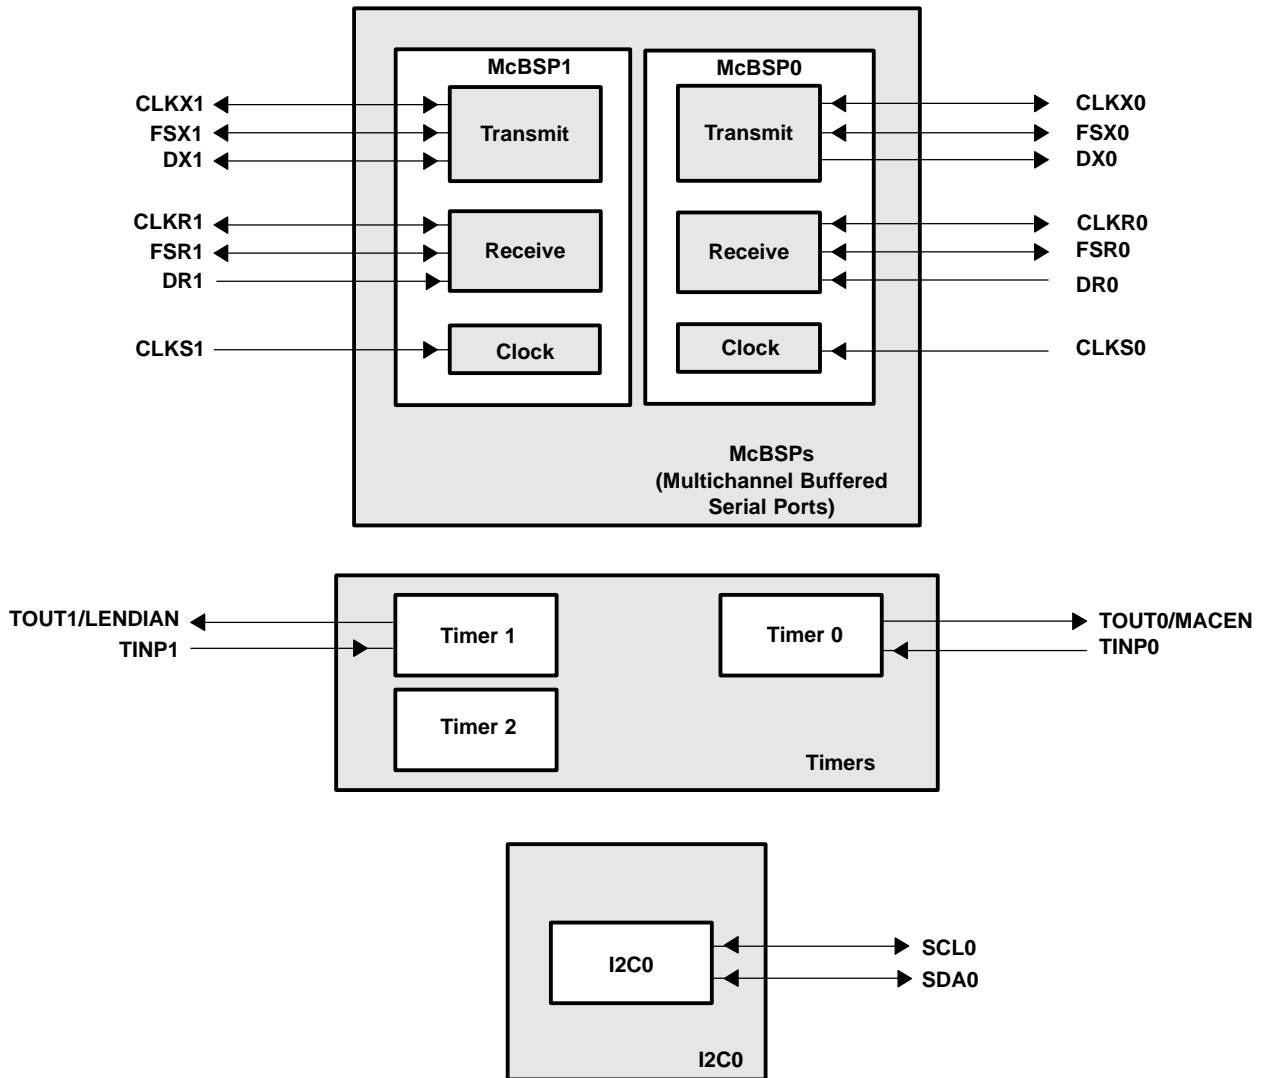 McBSP1
McBSP0
CLKX1
Transmit
Transmit
CLKX0
FSX1
FSX0
DX1
DX0
CLKR1
Receive
Receive
CLKR0
FSR1
FSR0
DR1
DR0
CLKS1
Clock
Clock
CLKS0
McBSPs
(Multichannel Buffered
Serial Ports)
TOUT1/LENDIAN
Timer 1
Timer 0
TOUT0/MACEN
TINP1
TINP0
Timer 2
Timers
I2C0
SCL0
SDA0
I2C0